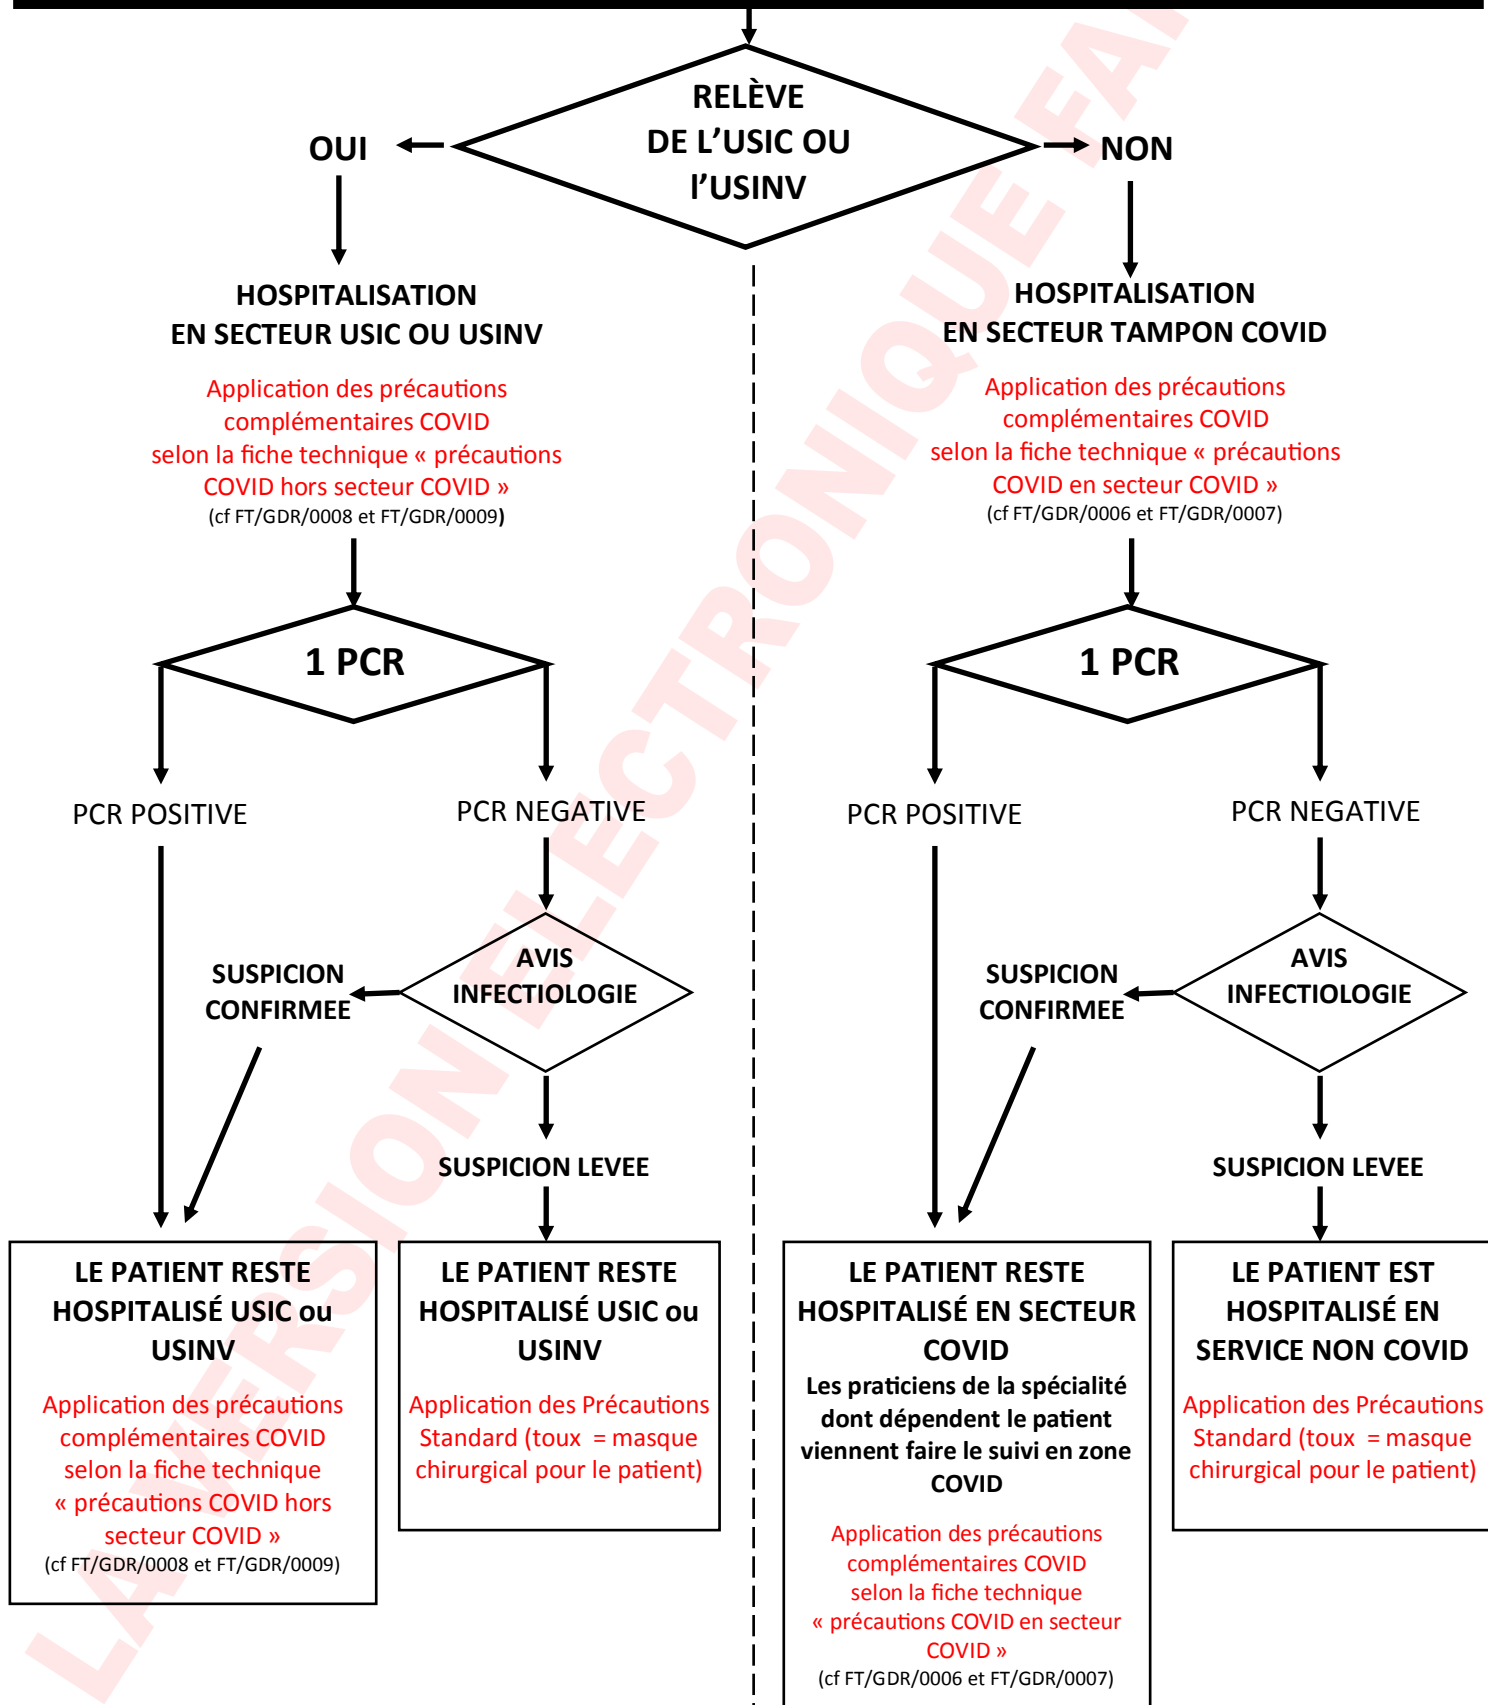 RELÈVE
DE L’USIC OU
l’USINV
OUI
NON
HOSPITALISATION
EN SECTEUR USIC OU USINV
Application des précautions
complémentaires COVID
selon la fiche technique « précautions
COVID hors secteur COVID »
(cf FT/GDR/0008 et FT/GDR/0009)
1 PCR
PCR POSITIVE
PCR NEGATIVE
AVIS
INFECTIOLOGIE
SUSPICION
CONFIRMEE
SUSPICION LEVEE
LE PATIENT RESTE
HOSPITALISÉ USIC ou
USINV
Application des précautions
complémentaires COVID
selon la fiche technique
« précautions COVID hors
secteur COVID »
(cf FT/GDR/0008 et FT/GDR/0009)
LE PATIENT RESTE
HOSPITALISÉ USIC ou
USINV
Application des Précautions
Standard (toux  = masque
chirurgical pour le patient)
HOSPITALISATION
EN SECTEUR TAMPON COVID
Application des précautions
complémentaires COVID
selon la fiche technique « précautions
COVID en secteur COVID »
(cf FT/GDR/0006 et FT/GDR/0007)
1 PCR
PCR POSITIVE
PCR NEGATIVE
AVIS
INFECTIOLOGIE
SUSPICION
CONFIRMEE
SUSPICION LEVEE
LE PATIENT RESTE
HOSPITALISÉ EN SECTEUR
COVID
Les praticiens de la spécialité
dont dépendent le patient
viennent faire le suivi en zone
COVID
Application des précautions
complémentaires COVID
selon la fiche technique
« précautions COVID en secteur
COVID »
(cf FT/GDR/0006 et FT/GDR/0007)
LE PATIENT EST
HOSPITALISÉ EN
SERVICE NON COVID
Application des Précautions
Standard (toux  = masque
chirurgical pour le patient)
LA VERSION ELECTRONIQUE